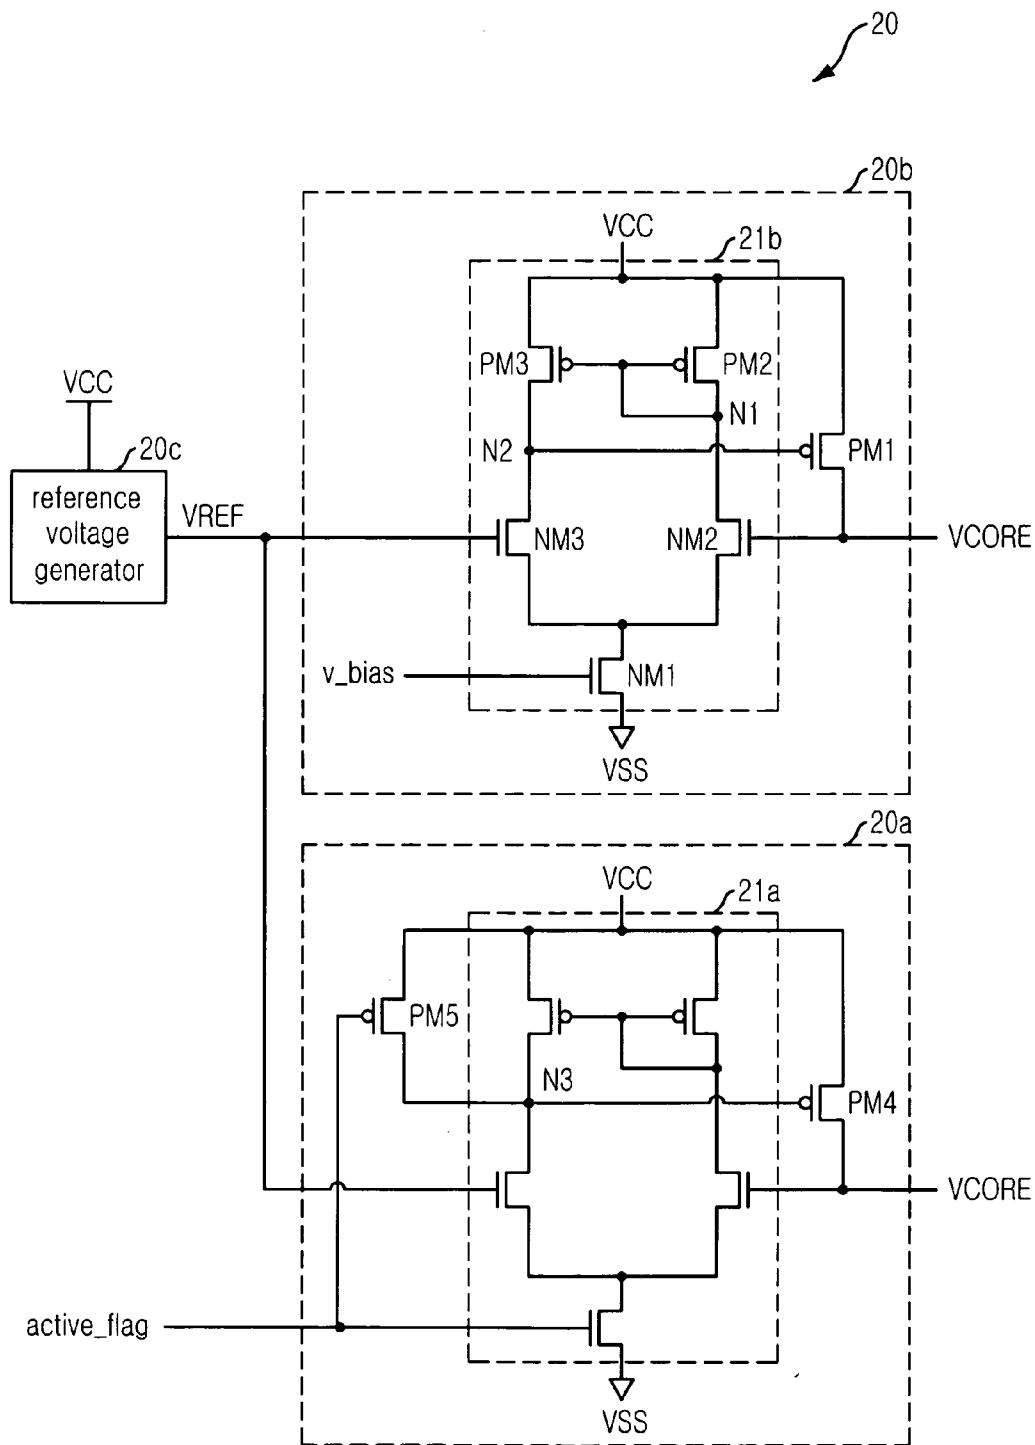 20
20b
VCC
21b
PM3
PM2
VCC
N1
20c
N2
PM1
reference
voltage
generator
VREF
NM3
NM2
VCORE
v_bias
NM1
VSS
20a
VCC
21a
PM5
N3
PM4
VCORE
active_flag
VSS